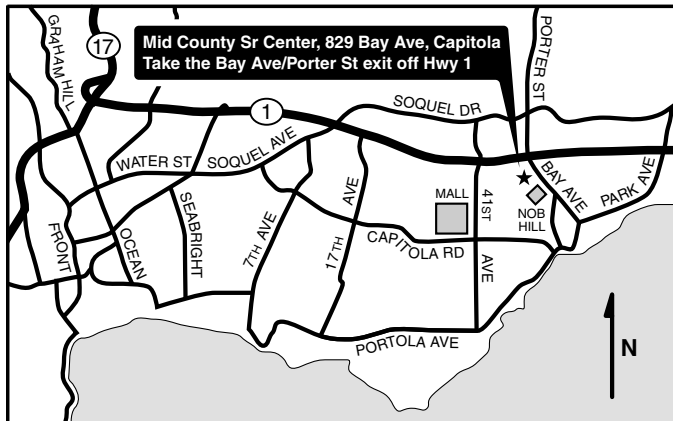 GRAHAM HILL
17
Mid County Sr Center, 829 Bay Ave, Capitola
Take the Bay Ave/Porter St exit off Hwy 1
PORTER ST
1
SOQUEL DR
WATER ST
SOQUEL AVE
BAY AVE
PARK AVE
MALL
41ST
AVE
NOB
HILL
SEABRIGHT
7TH AVE
17TH
AVE
CAPITOLA RD
FRONT
OCEAN
PORTOLA AVE
N